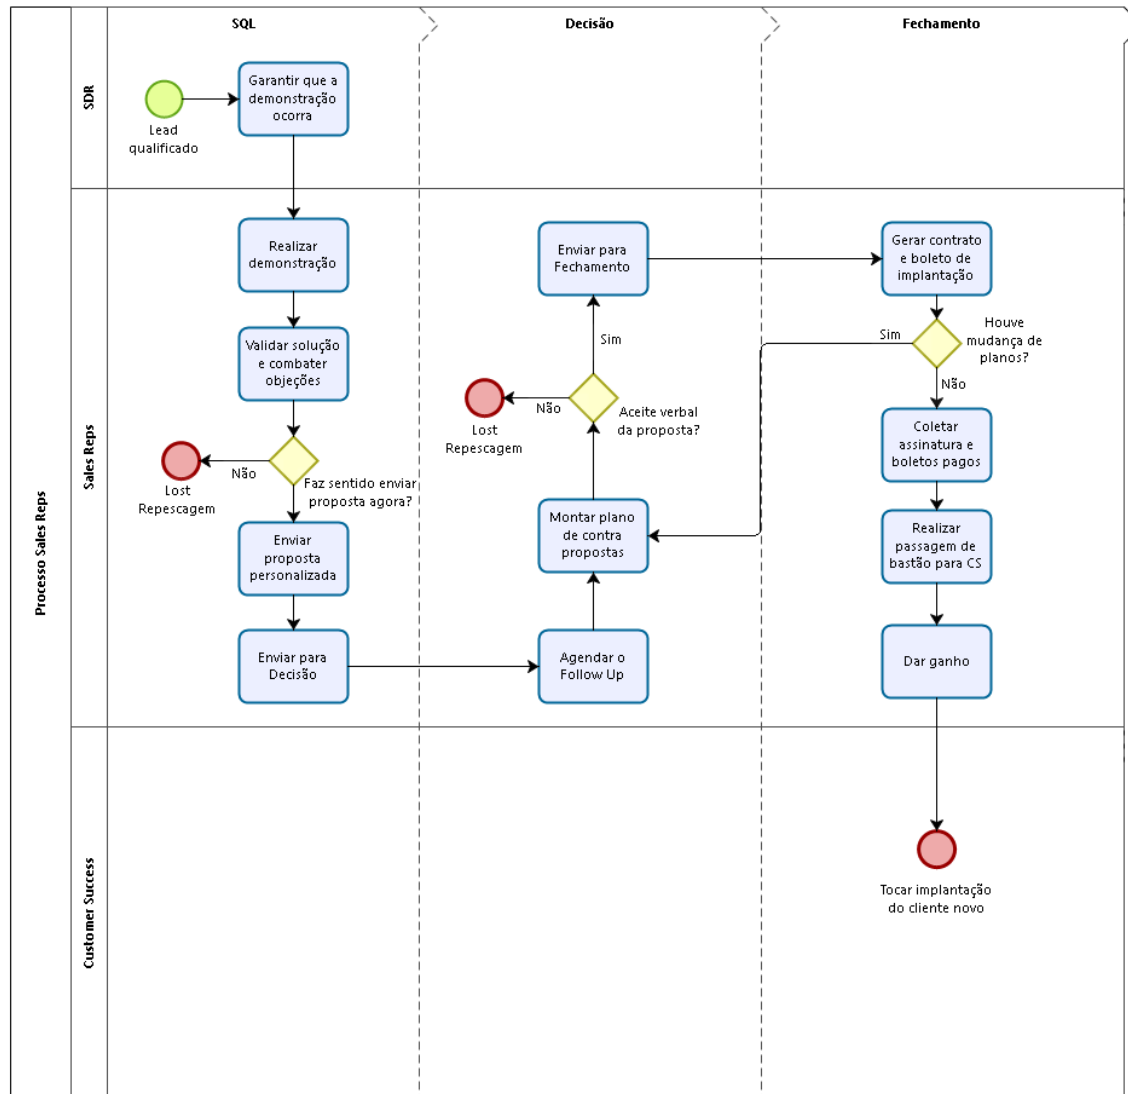 SQL
Decisão
Fechamento
Processo Sales Reps
SDR
Lead
qualificado
Garantir que a
demonstração
ocorra
Sales Reps
Realizar
demonstração
Validar solução
e combater
objeções
Não
Lost
Repescagem
Faz sentido enviar
proposta agora?
Enviar
proposta
personalizada
Enviar para
Decisão
Agendar o
Follow Up
Montar plano
de contra
propostas
Aceite verbal
da proposta?
Não
Lost
Repescagem
Sim
Enviar para
Fechamento
Gerar contrato
e boleto de
implantação
Houve
mudança de
planos?
Sim
Não
Coletar
assinatura e
boletos pagos
Realizar
passagem de
bastão para CS
Dar ganho
Customer Success
Tocar implantação
do cliente novo